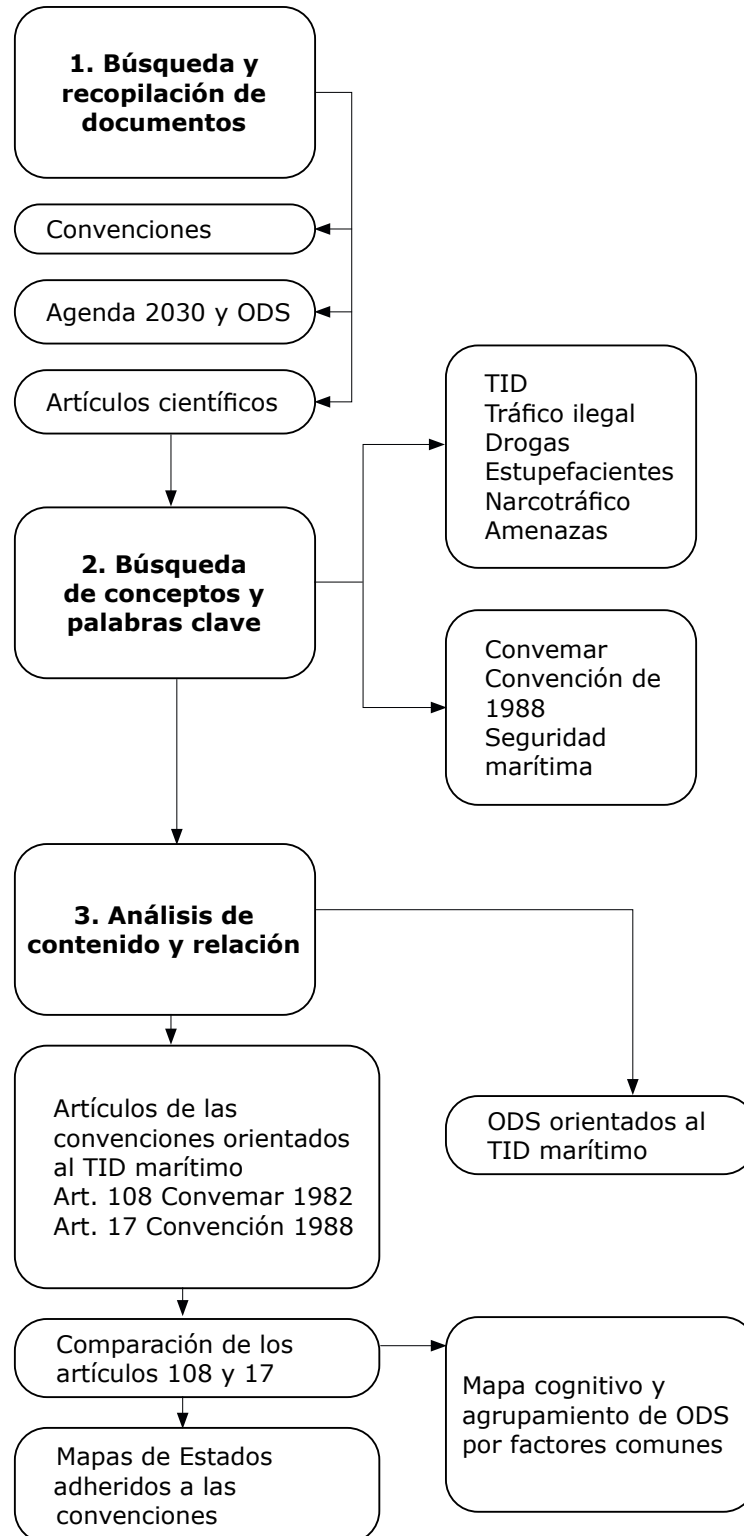 1. Búsqueda y
recopilación de
documentos
Convenciones
Agenda 2030 y ODS
Artículos científicos
TID
Tráfico ilegal
Drogas
Estupefacientes
Narcotráfico
Amenazas
2. Búsqueda
de conceptos y
palabras clave
Convemar
Convención de
1988
Seguridad
marítima
3. Análisis de
contenido y relación
Artículos de las
convenciones orientados
al TID marítimo
Art. 108 Convemar 1982
Art. 17 Convención 1988
ODS orientados al
TID marítimo
Comparación de los
artículos 108 y 17
Mapa cognitivo y
agrupamiento de ODS
por factores comunes
Mapas de Estados
adheridos a las
convenciones